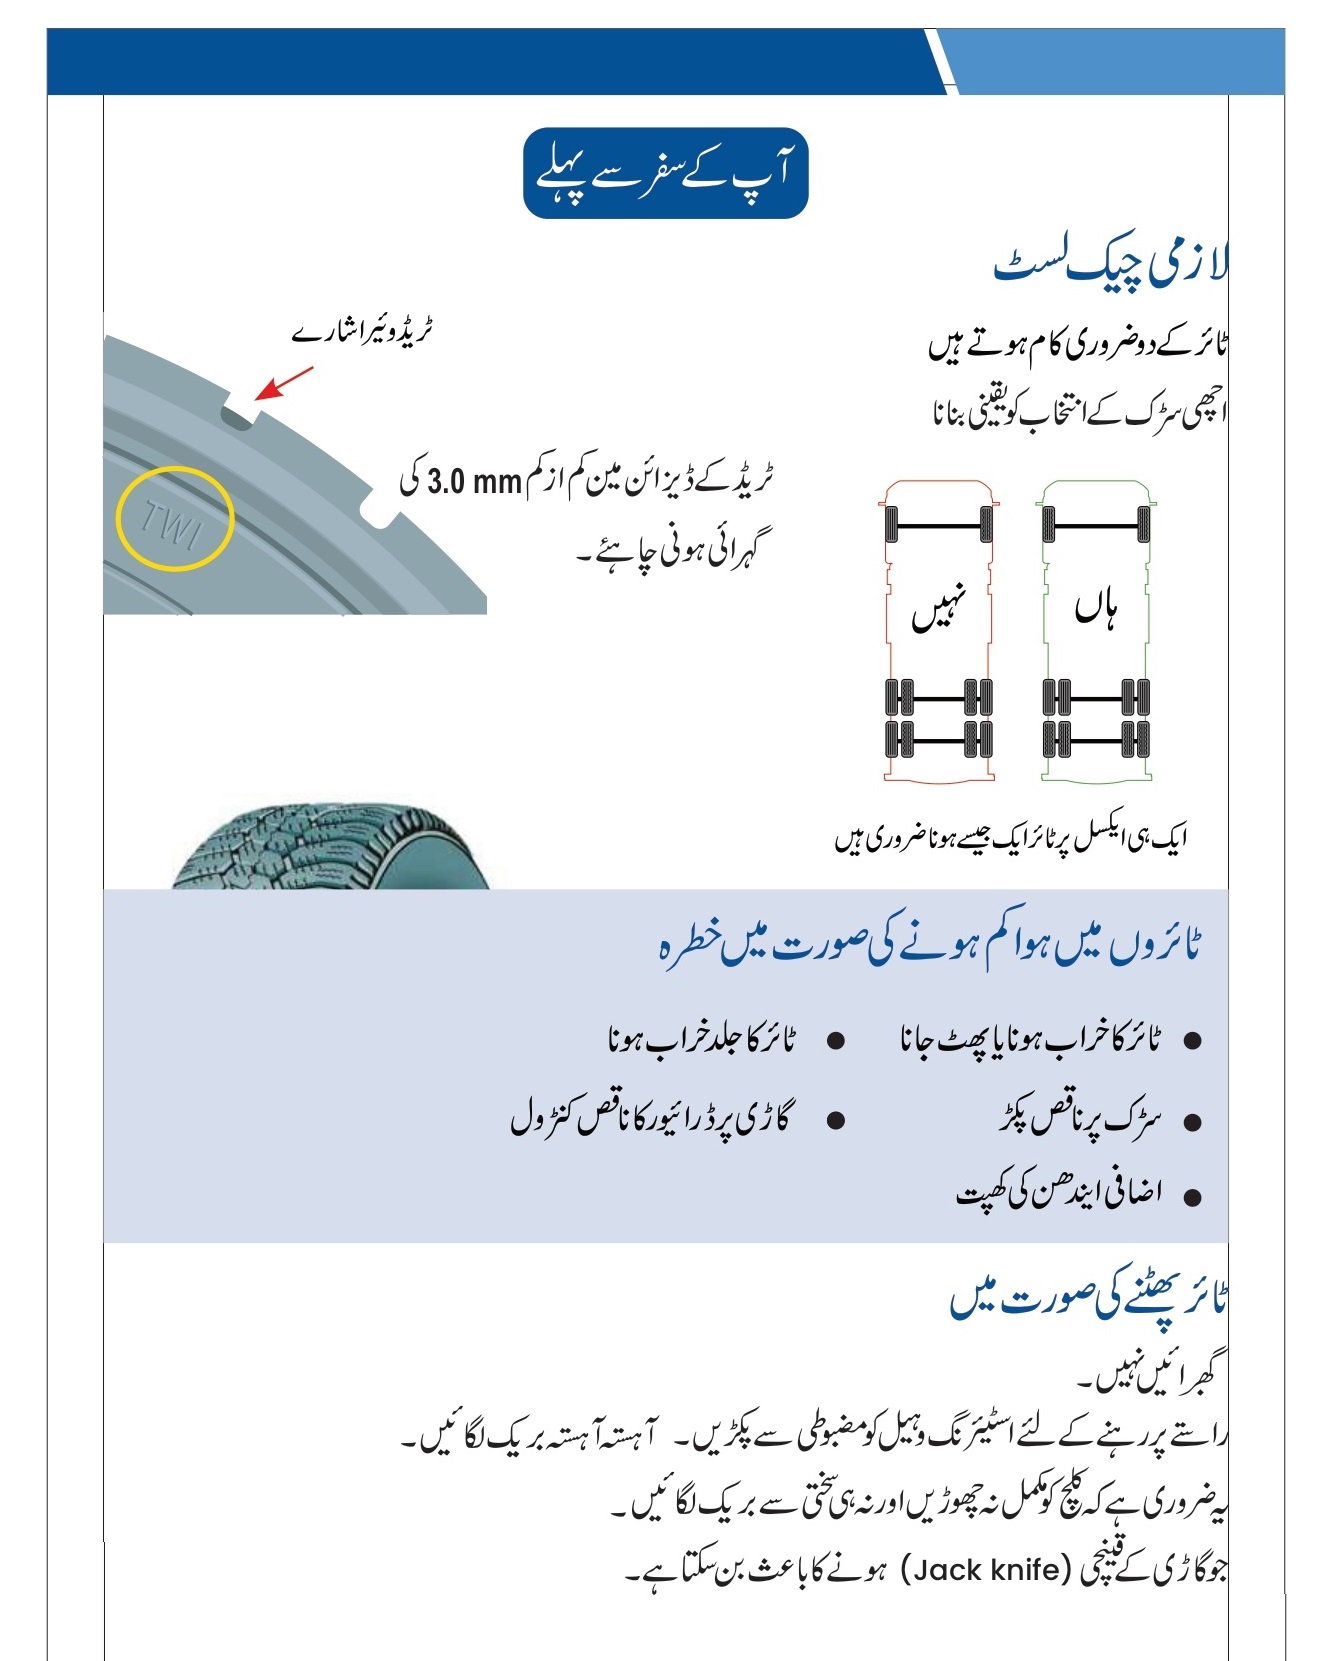 آپ کے سفر سے پہلے
لازمی چیک لسٹ
ٹائر کے دو ضروری کام ہوتے ہیں
اچھی سڑک کے انتخاب کو یقینی بنانا
ٹریڈ وئیر اشارے
TWI
ٹریڈ کے ڈیزائن مین کم از کم 3.0 mm کی
گہرائی ہونی چاہئے۔
ہاں
نہیں
ایک ہی ایکسل پر ٹائر ایک جیسے ہونا ضروری ہیں
ٹائروں میں ہوا کم ہونے کی صورت میں خطرہ
● ٹائر کا خراب ہونا یا پھٹ جانا
● ٹائر کا جلد خراب ہونا
● سڑک پر ناقص پکڑ
● گاڑی پر ڈرائیور کا ناقص کنڑول
● اضافی ایندھن کی کھپت
ٹائر پھٹنے کی صورت میں
گھبرائیں نہیں۔
راستے پر رہنے کے لئے اسٹیئرنگ وہیل کو مضبوطی سے پکڑیں۔ آہستہ آہستہ بریک لگائیں۔
یہ ضروری ہے کہ کلچ کو مکمل نہ چھوڑیں اور نہ ہی سختی سے بریک لگائیں۔
جو گاڑی کے قینچی (Jack knife) ہونے کا باعث بن سکتا ہے۔